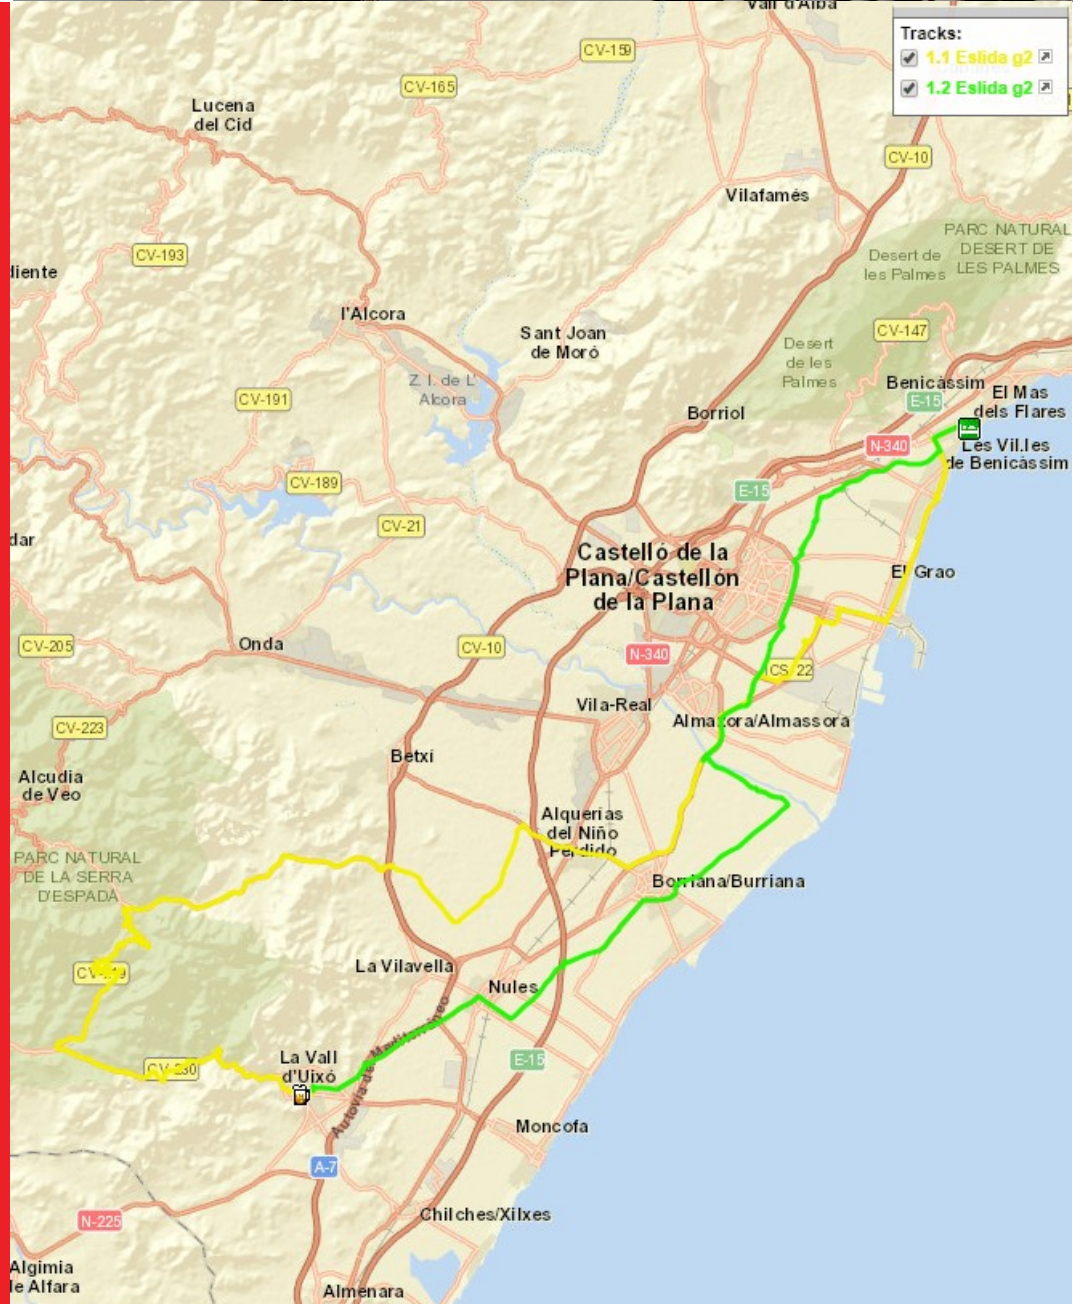 Vall d'Alba
Tracks:
1.1 Eslida g2
1.2 Eslida g2
CV-159
CV-165
Lucena
del Cid
CV-10
Vilafamés
PARC NATURAL
DESERT DE
LES PALMES
Desert de
les Palmes
CV-193
diente
l'Alcora
Sant Joan
de Moró
CV-147
Desert
de les
Palmes
Z. I. de L'
Alcora
CV-191
Benicàssim
E-15
El Mas
dels Flares
Borriol
N-340
Les Vil.les
de Benicàssim
CV-189
E-15
CV-21
dar
Castelló de la
Plana/Castellón
de la Plana
El Grao
CV-205
Onda
CV-10
N-340
CS-22
Vila-Real
Almazora/Almassora
CV-223
Betxí
Alcudia
de Veo
Alquerías
del Niño
Perdido
PARC NATURAL
DE LA SERRA
D'ESPADÀ
Borriana/Burriana
La Vilavella
Nules
La Vall
d'Uixó
CV-230
E-15
Autovía del Mediterráneo
Moncofa
A-7
N-225
Chilches/Xilxes
Algimia
de Alfara
Almenara